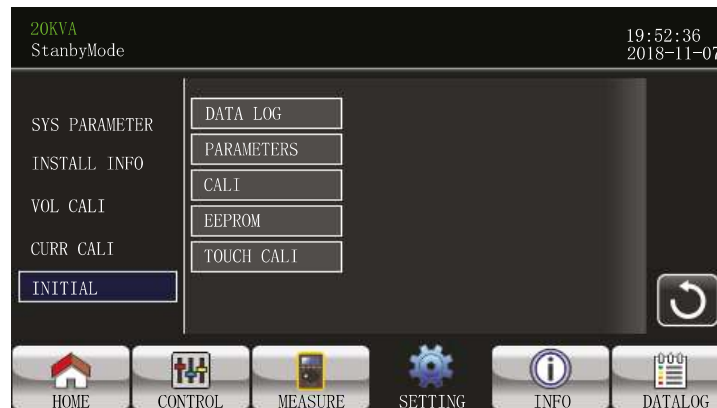 20KVA
StanbyMode
19:52:36
2018-11-07
SYS PARAMETER
INSTALL INFO
VOL CALI
CURR CALI
INITIAL
DATA LOG
PARAMETERS
CALI
EEPROM
TOUCH CALI
HOME
CONTROL
MEASURE
SETTING
INFO
DATALOG